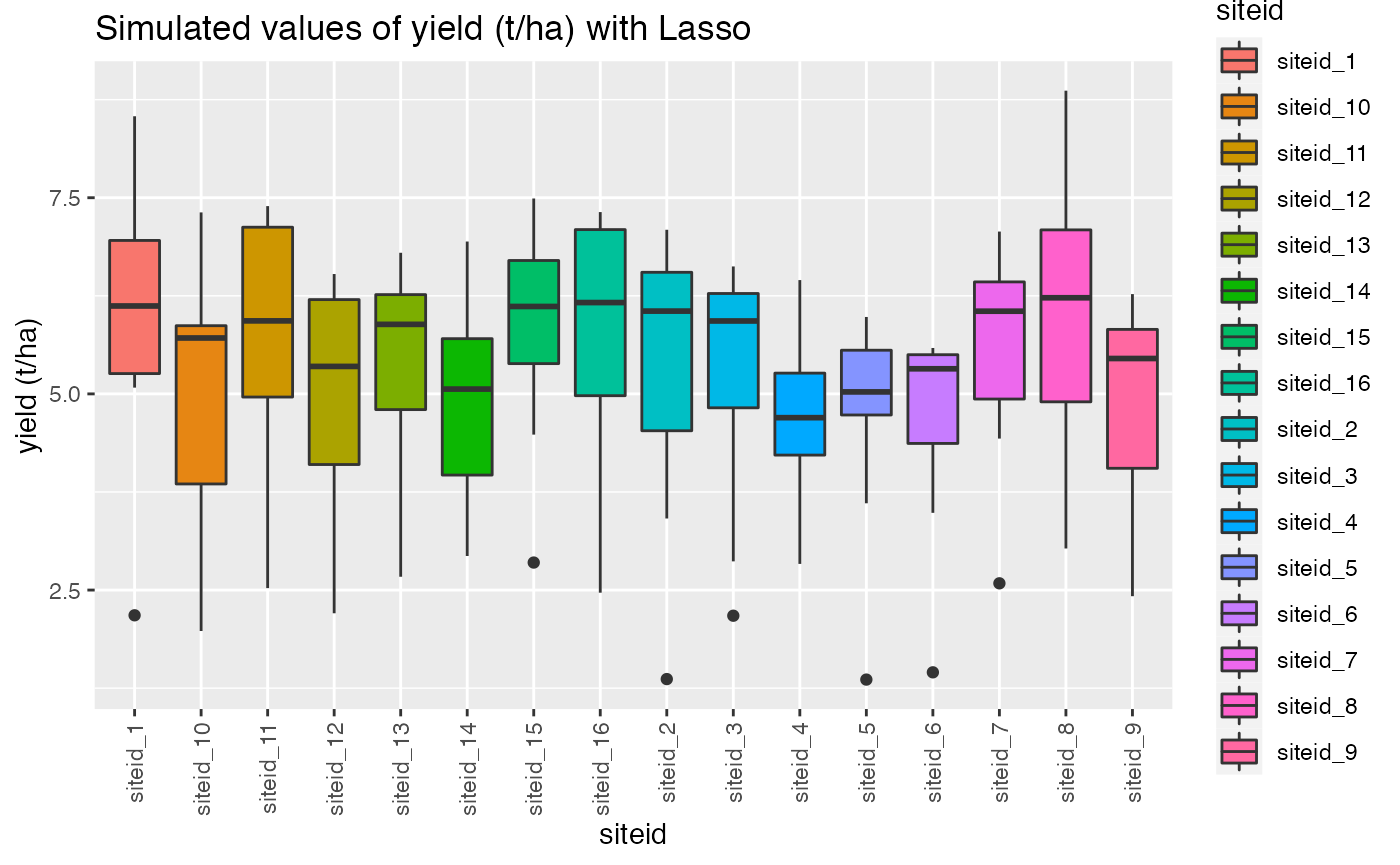 Simulated values of yield (t/ha) with Lasso
yield (t/ha)
7.5
5.0
2.5
siteid_1
siteid_10
siteid_11
siteid_12
siteid_13
siteid_14
siteid_15
siteid_16
siteid_2
siteid_3
siteid_4
siteid_5
siteid_6
siteid_7
siteid_8
siteid_9
siteid
siteid
siteid_1
siteid_10
siteid_11
siteid_12
siteid_13
siteid_14
siteid_15
siteid_16
siteid_2
siteid_3
siteid_4
siteid_5
siteid_6
siteid_7
siteid_8
siteid_9